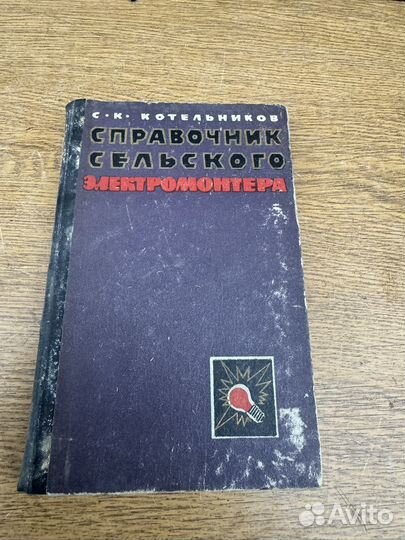 С. К. КОТЕЛЬНИКОВ
СПРАВОЧНИК
СЕЛЬСКОГО
ЭЛЕКТРОМОНТЕРА
Avito